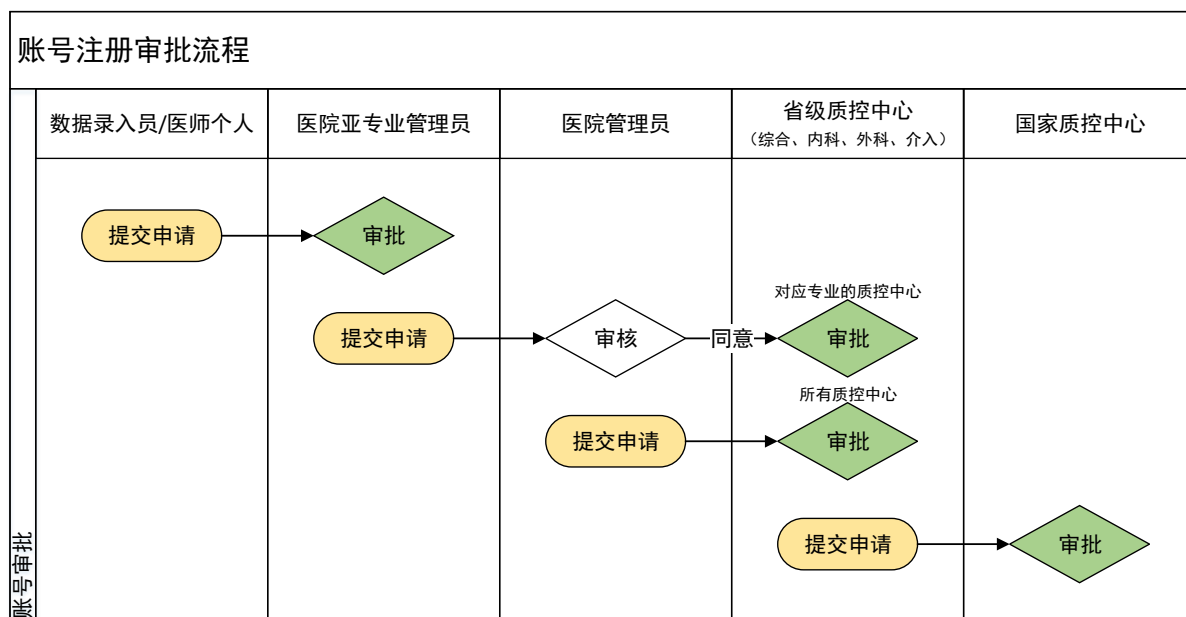 账号注册审批流程
数据录入员/医师个人
医院亚专业管理员
医院管理员
省级质控中心
(综合、内科、外科、介入)
国家质控中心
提交申请
审批
对应专业的质控中心
提交申请
审核
同意
审批
所有质控中心
提交申请
审批
提交申请
审批
账号审批